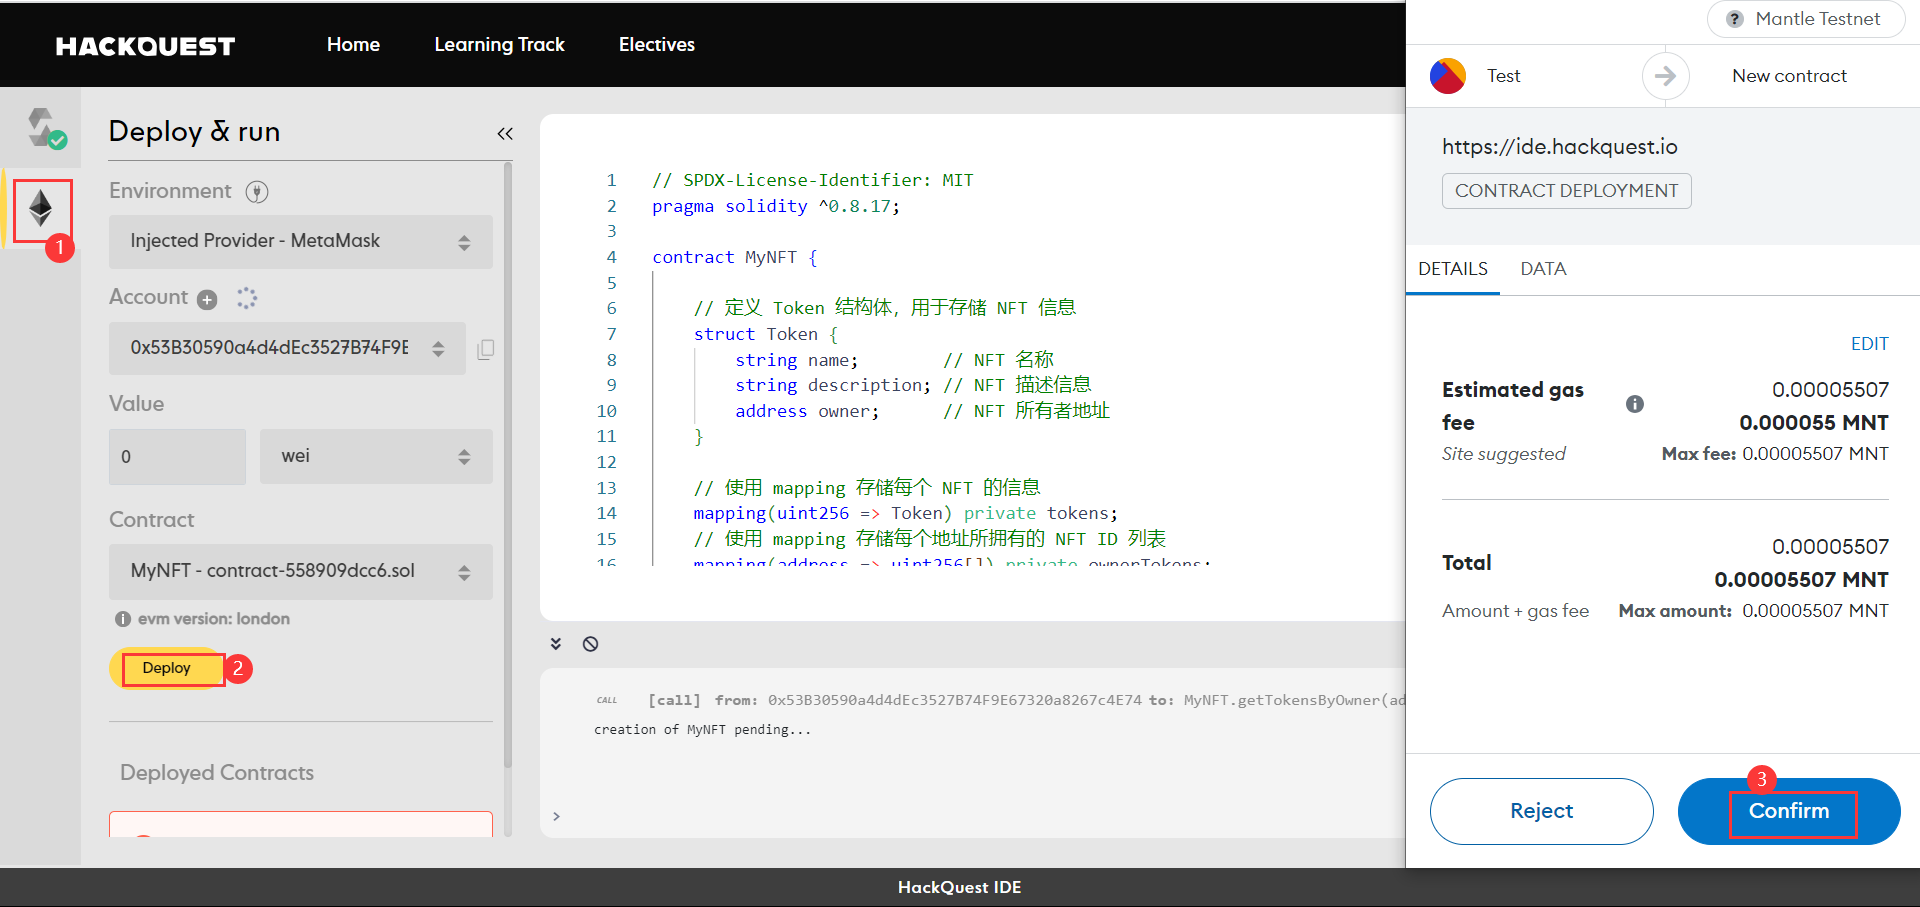 HACKQUEST
Home
Learning Track
Electives
Deploy & run
Environment
Injected Provider - MetaMask
1
Account
0x53B30590a4d4dEc3527B74F9E
Value
0
wei
Contract
MyNFT - contract-558909dcc6.sol
evm version: london
Deploy
2
Deployed Contracts
1 // SPDX-License-Identifier: MIT
2 pragma solidity ^0.8.17;
3
4 contract MyNFT {
5
6 // 定义 Token 结构体，用于存储 NFT 信息
7 struct Token {
8 string name; // NFT 名称
9 string description; // NFT 描述信息
10 address owner; // NFT 所有者地址
11 }
12
13 // 使用 mapping 存储每个 NFT 的信息
14 mapping(uint256 => Token) private tokens;
15 // 使用 mapping 存储每个地址所拥有的 NFT ID 列表
16 mapping(address => uint256[]) private ownerTokens;
CALL [call] from: 0x53B30590a4d4dEc3527B74F9E67320a8267c4E74 to: MyNFT.getTokensByOwner(ad
creation of MyNFT pending...
>
? Mantle Testnet
Test
New contract
https://ide.hackquest.io
CONTRACT DEPLOYMENT
DETAILS
DATA
EDIT
Estimated gas fee
0.00005507
0.000055 MNT
Site suggested
Max fee: 0.00005507 MNT
Total
0.00005507
0.00005507 MNT
Amount + gas fee
Max amount: 0.00005507 MNT
3
Reject
Confirm
HackQuest IDE